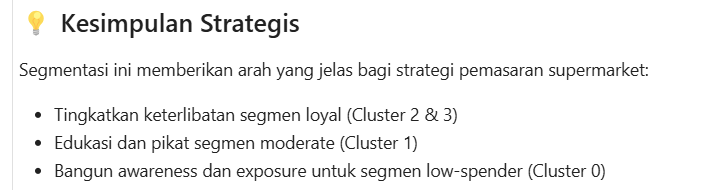 💡 Kesimpulan Strategis
Segmentasi ini memberikan arah yang jelas bagi strategi pemasaran supermarket:
• Tingkatkan keterlibatan segmen loyal (Cluster 2 & 3)
• Edukasi dan pikat segmen moderate (Cluster 1)
• Bangun awareness dan exposure untuk segmen low-spender (Cluster 0)